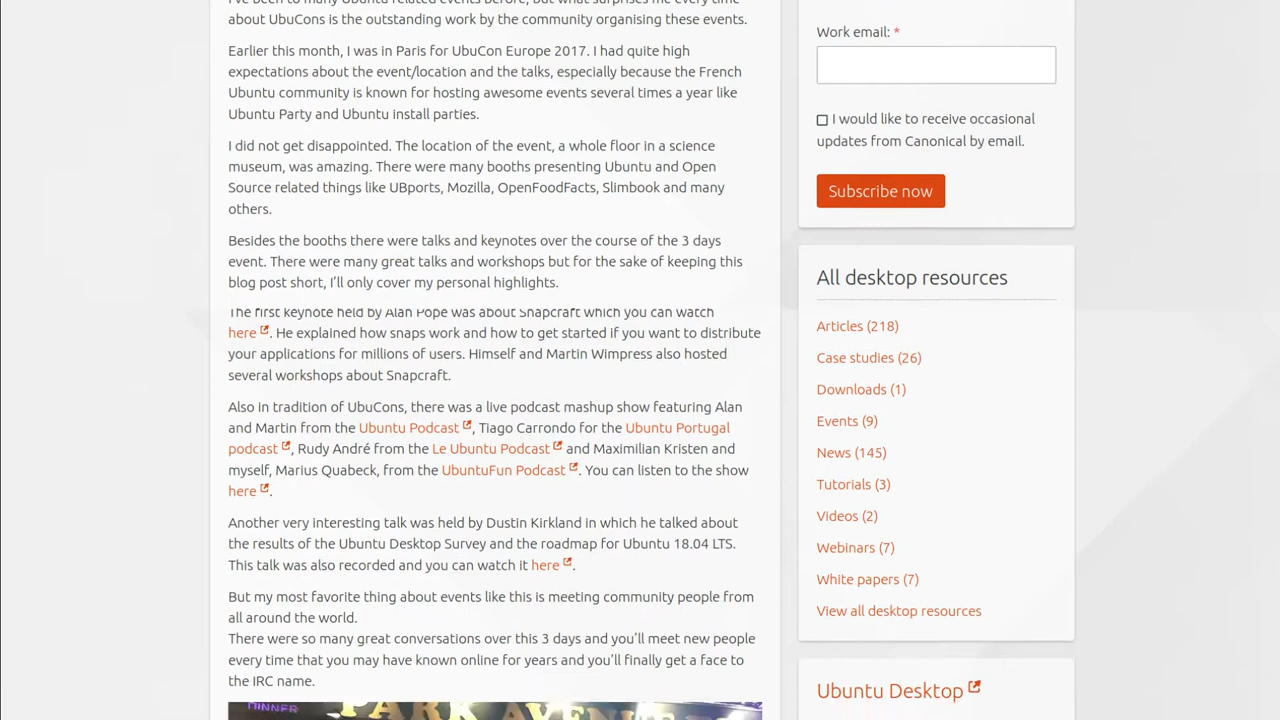 I've been to many Ubuntu related events before, but what surprises me every time
about UbuCons is the outstanding work by the community organising these events.
Earlier this month, I was in Paris for UbuCon Europe 2017. I had quite high
expectations about the event/location and the talks, especially because the French
Ubuntu community is known for hosting awesome events several times a year like
Ubuntu Party and Ubuntu install parties.
I did not get disappointed. The location of the event, a whole floor in a science
museum, was amazing. There were many booths presenting Ubuntu and Open
Source related things like UBports, Mozilla, OpenFoodFacts, Slimbook and many
others.
Besides the booths there were talks and keynotes over the course of the 3 days
event. There were many great talks and workshops but for the sake of keeping this
blog post short, I'll only cover my personal highlights.
The first keynote held by Alan Pope was about Snapcraft which you can watch
here. He explained how snaps work and how to get started if you want to distribute
your applications for millions of users. Himself and Martin Wimpress also hosted
several workshops about Snapcraft.
Also in tradition of UbuCons, there was a live podcast mashup show featuring Alan
and Martin from the Ubuntu Podcast, Tiago Carrondo for the Ubuntu Portugal
podcast, Rudy André from the Le Ubuntu Podcast and Maximilian Kristen and
myself, Marius Quabeck, from the UbuntuFun Podcast. You can listen to the show
here.
Another very interesting talk was held by Dustin Kirkland in which he talked about
the results of the Ubuntu Desktop Survey and the roadmap for Ubuntu 18.04 LTS.
This talk was also recorded and you can watch it here.
But my most favorite thing about events like this is meeting community people from
all around the world.
There were so many great conversations over this 3 days and you'll meet new people
every time that you may have known online for years and you'll finally get a face to
the IRC name.
Work email: *
I would like to receive occasional
updates from Canonical by email.
Subscribe now
All desktop resources
Articles (218)
Case studies (26)
Downloads (1)
Events (9)
News (145)
Tutorials (3)
Videos (2)
Webinars (7)
White papers (7)
View all desktop resources
Ubuntu Desktop